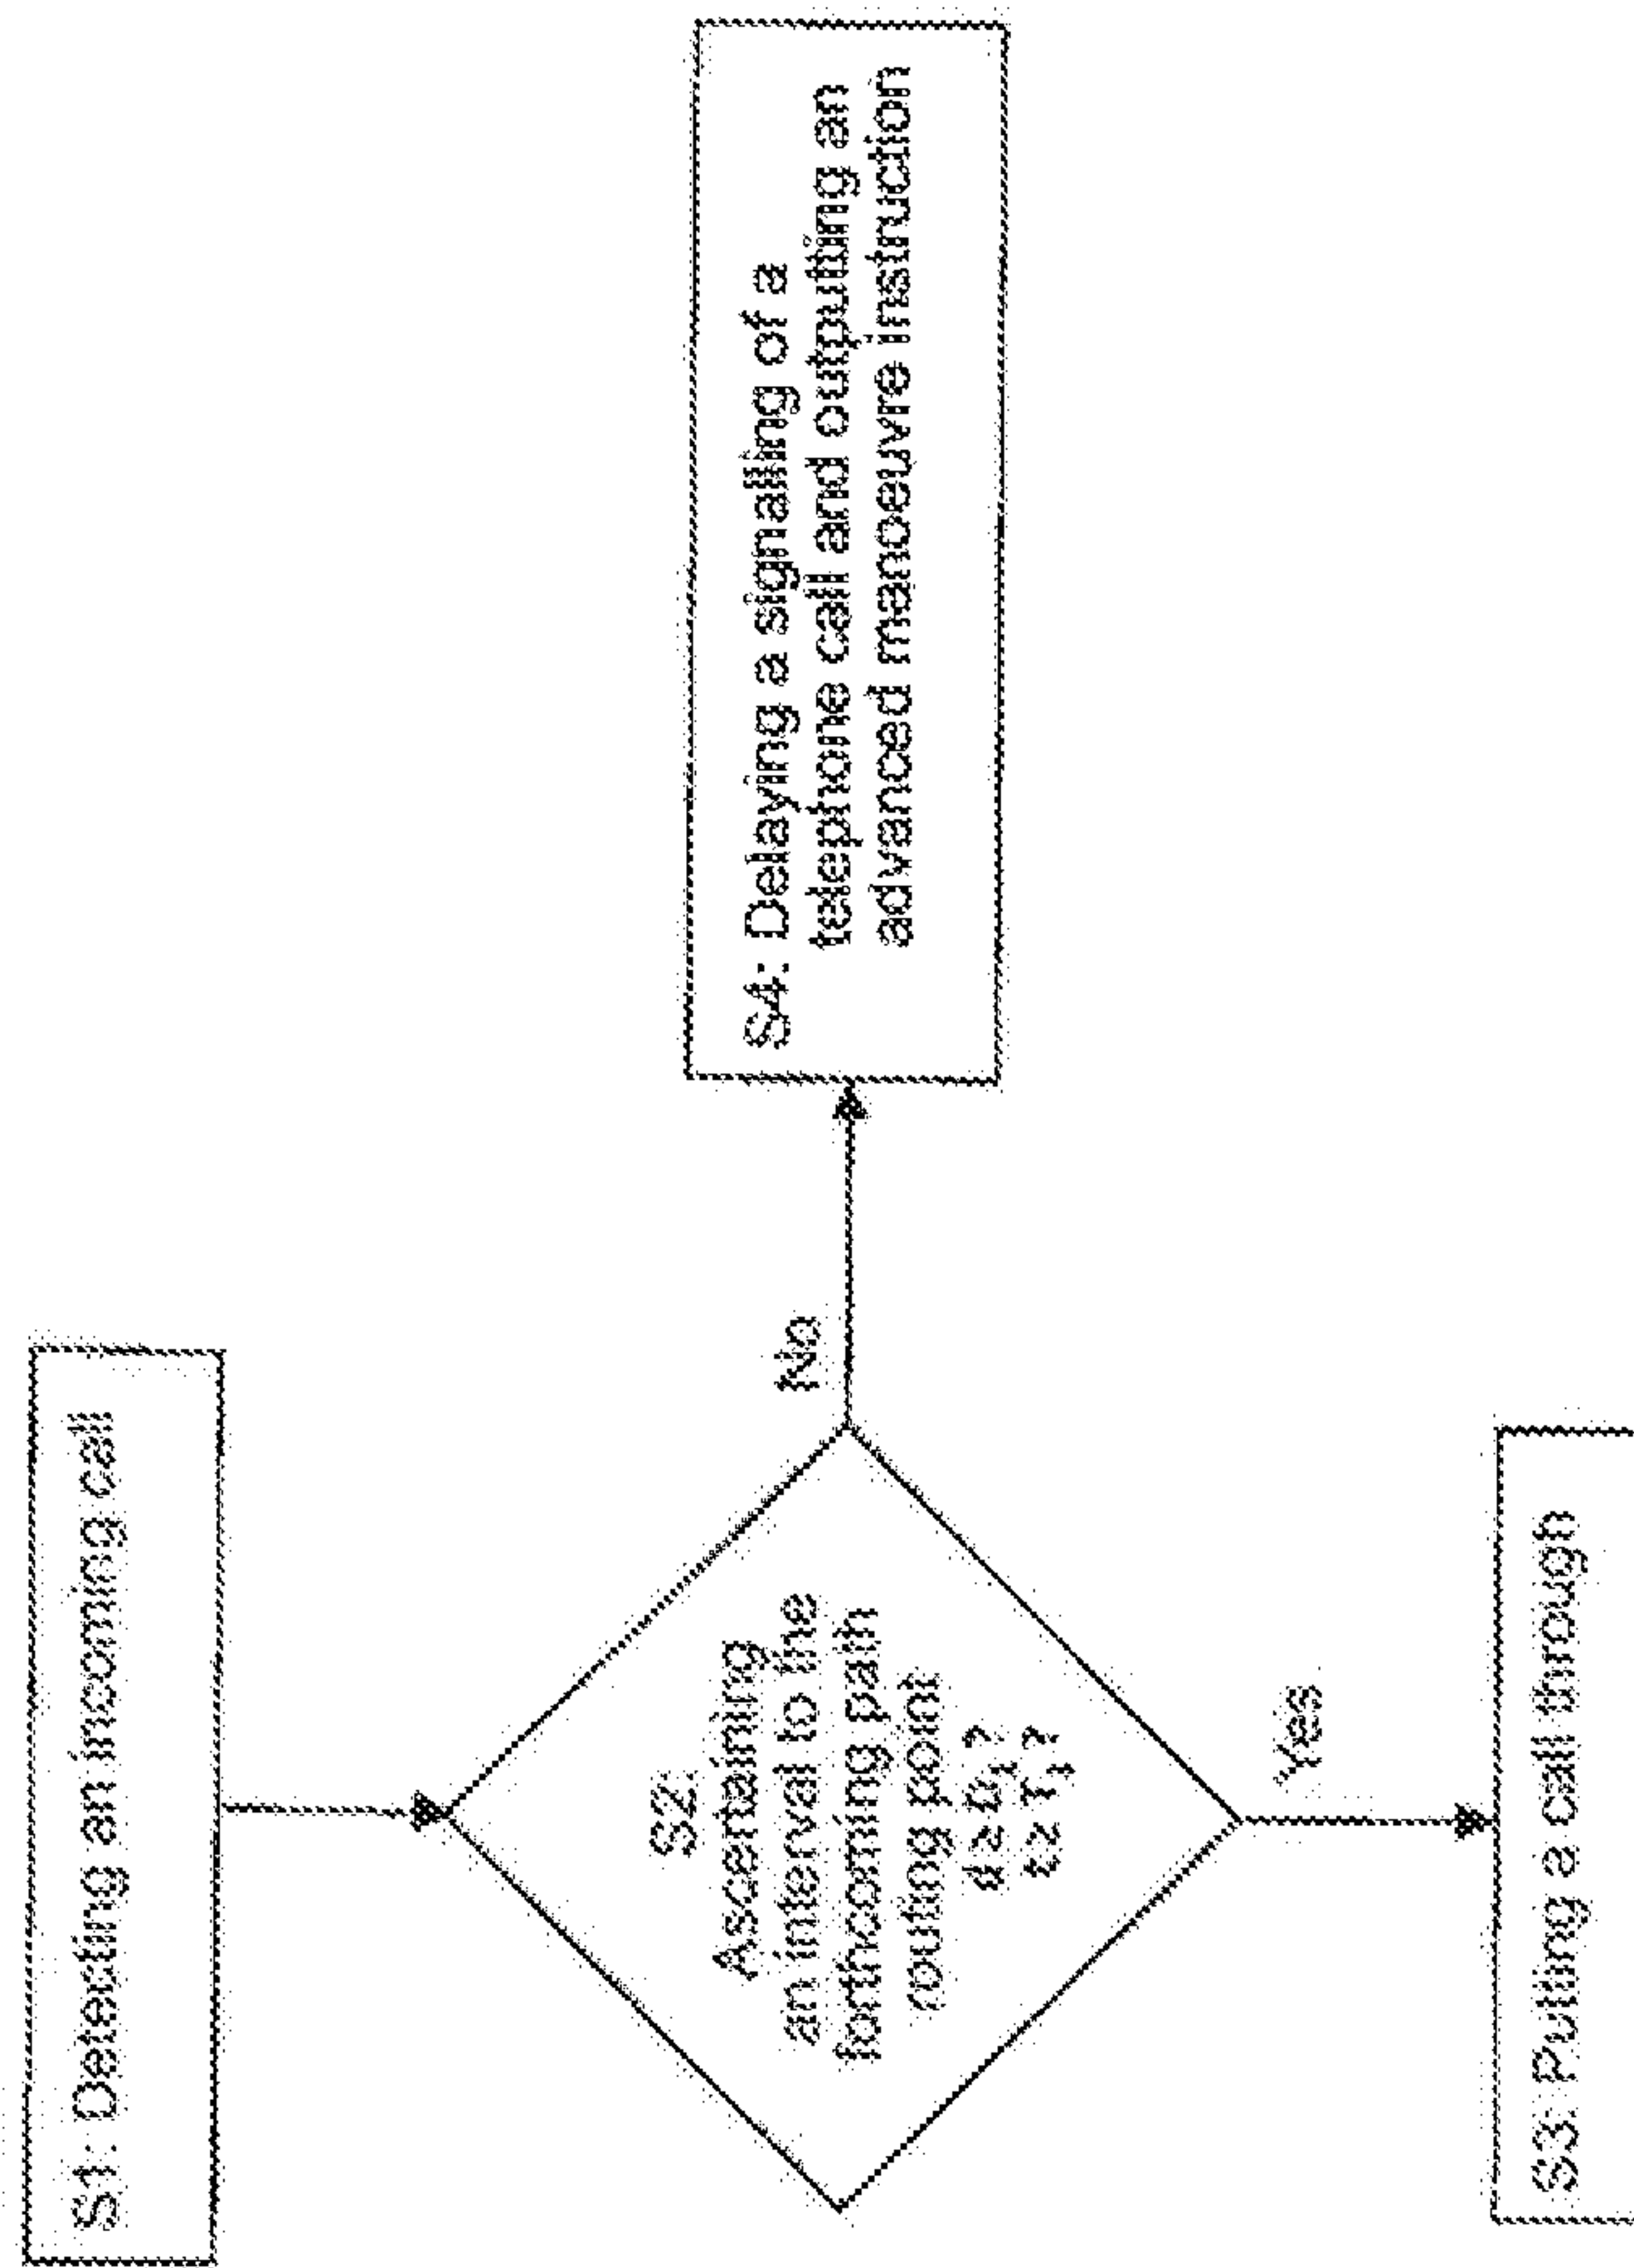 S1: Detecting an incoming call
S2:
Ascertaining
an interval to the
forthcoming path
routing point
d ≥ D₁?
t ≥ T₁?
No
S4: Delaying a signalling of a
telephone call and outputting an
advanced manoeuvre instruction
Yes
S3: Putting a call through